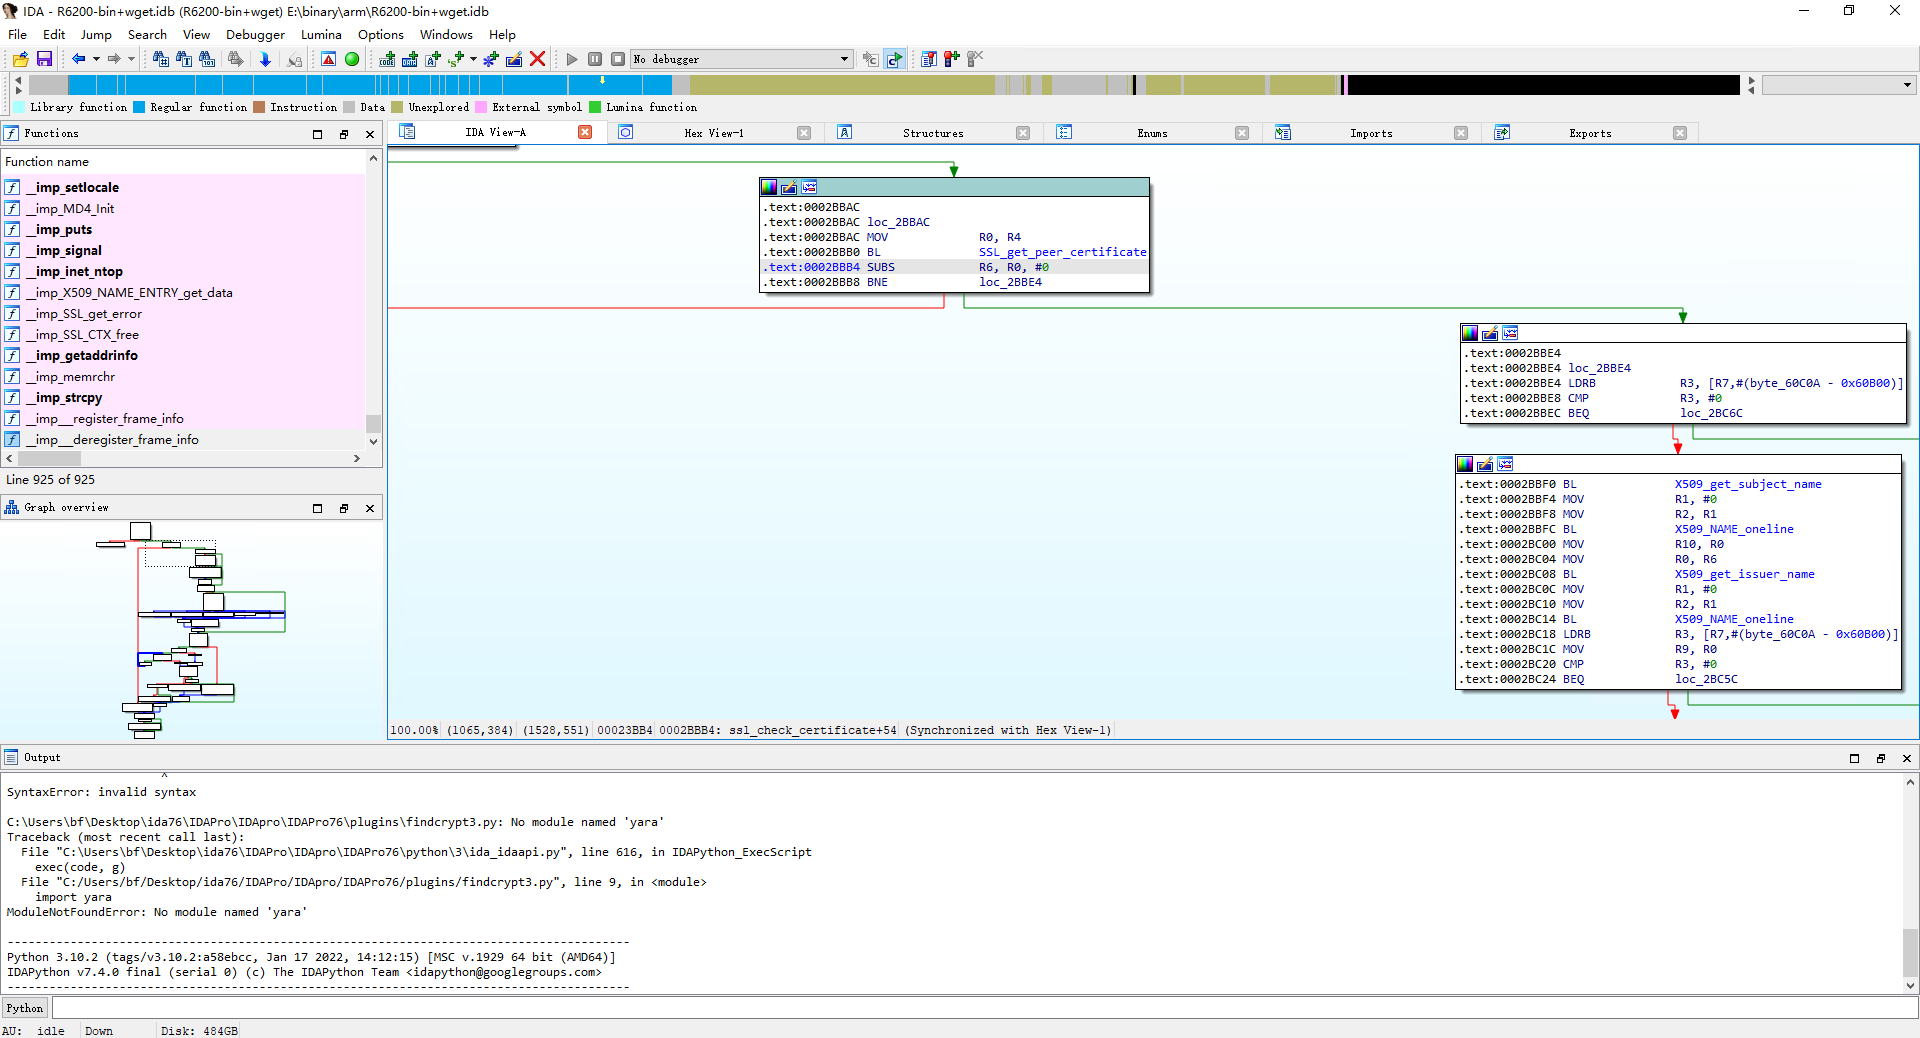 IDA - R6200-bin+wget.idb (R6200-bin+wget) E:\binary\arm\R6200-bin+wget.idb
File Edit Jump Search View Debugger Lumina Options Windows Help
No debugger
Library function Regular function Instruction Data Unexplored External symbol Lumina function
Functions
IDA View-A Hex View-1 Structures Enums Imports Exports
Function name
__imp_setlocale
__imp_MD4_Init
__imp_puts
__imp_signal
__imp_inet_ntop
__imp_X509_NAME_ENTRY_get_data
__imp_SSL_get_error
__imp_SSL_CTX_free
__imp_getaddrinfo
__imp_memrchr
__imp_strcpy
__imp___register_frame_info
__imp___deregister_frame_info
Line 925 of 925
Graph overview
.text:0002BBAC
.text:0002BBAC loc_2BBAC
.text:0002BBAC MOV R0, R4
.text:0002BBB0 BL SSL_get_peer_certificate
.text:0002BBB4 SUBS R6, R0, #0
.text:0002BBB8 BNE loc_2BBE4
.text:0002BBE4
.text:0002BBE4 loc_2BBE4
.text:0002BBE4 LDRB R3, [R7,#(byte_60C0A - 0x60B00)]
.text:0002BBE8 CMP R3, #0
.text:0002BBEC BEQ loc_2BC6C
.text:0002BBF0 BL X509_get_subject_name
.text:0002BBF4 MOV R1, #0
.text:0002BBF8 MOV R2, R1
.text:0002BBFC BL X509_NAME_oneline
.text:0002BC00 MOV R10, R0
.text:0002BC04 MOV R0, R6
.text:0002BC08 BL X509_get_issuer_name
.text:0002BC0C MOV R1, #0
.text:0002BC10 MOV R2, R1
.text:0002BC14 BL X509_NAME_oneline
.text:0002BC18 LDRB R3, [R7,#(byte_60C0A - 0x60B00)]
.text:0002BC1C MOV R9, R0
.text:0002BC20 CMP R3, #0
.text:0002BC24 BEQ loc_2BC5C
100.00% (1065,384) (1528,551) 00023BB4 0002BBB4: ssl_check_certificate+54 (Synchronized with Hex View-1)
Output
^
SyntaxError: invalid syntax
C:\Users\bf\Desktop\ida76\IDAPro\IDApro\IDAPro76\plugins\findcrypt3.py: No module named 'yara'
Traceback (most recent call last):
File "C:\Users\bf\Desktop\ida76\IDAPro\IDApro\IDAPro76\python\3\ida_idaapi.py", line 616, in IDAPython_ExecScript
exec(code, g)
File "C:/Users/bf/Desktop/ida76/IDAPro/IDApro/IDAPro76/plugins/findcrypt3.py", line 9, in <module>
import yara
ModuleNotFoundError: No module named 'yara'
-----------------------------------------------------------------------------------------
Python 3.10.2 (tags/v3.10.2:a58ebcc, Jan 17 2022, 14:12:15) [MSC v.1929 64 bit (AMD64)]
IDAPython v7.4.0 final (serial 0) (c) The IDAPython Team <idapython@googlegroups.com>
-----------------------------------------------------------------------------------------
Python
AU: idle Down Disk: 484GB